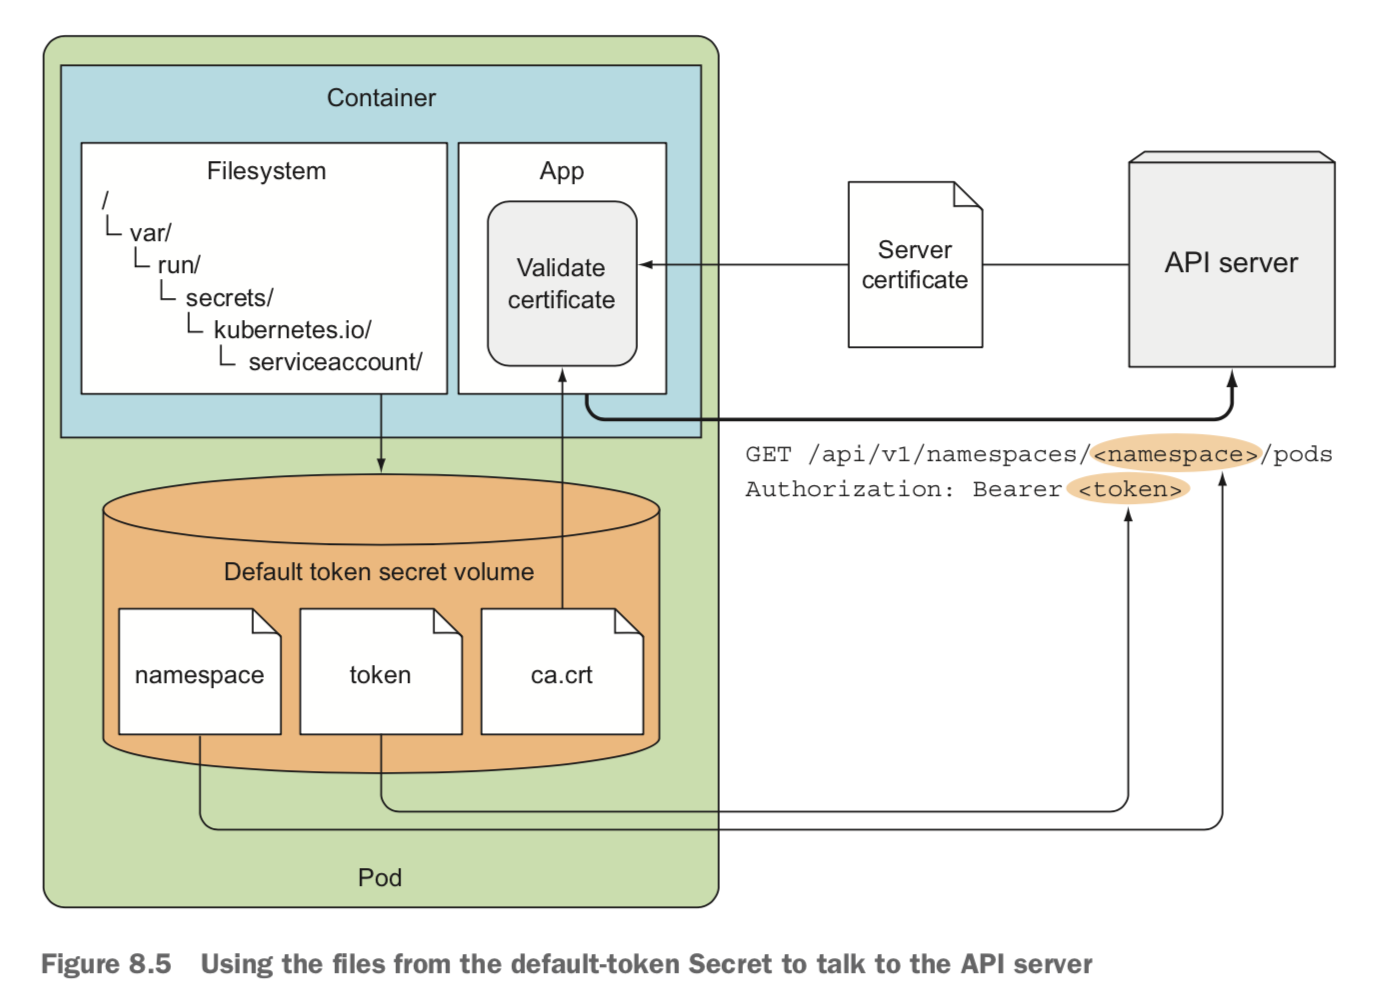 Container
Filesystem
/
var/
run/
secrets/
kubernetes.io/
serviceaccount/
App
Validate
certificate
Server
certificate
API server
GET /api/v1/namespaces/<namespace>/pods
Authorization: Bearer <token>
Default token secret volume
namespace
token
ca.crt
Pod
Figure 8.5 Using the files from the default-token Secret to talk to the API server